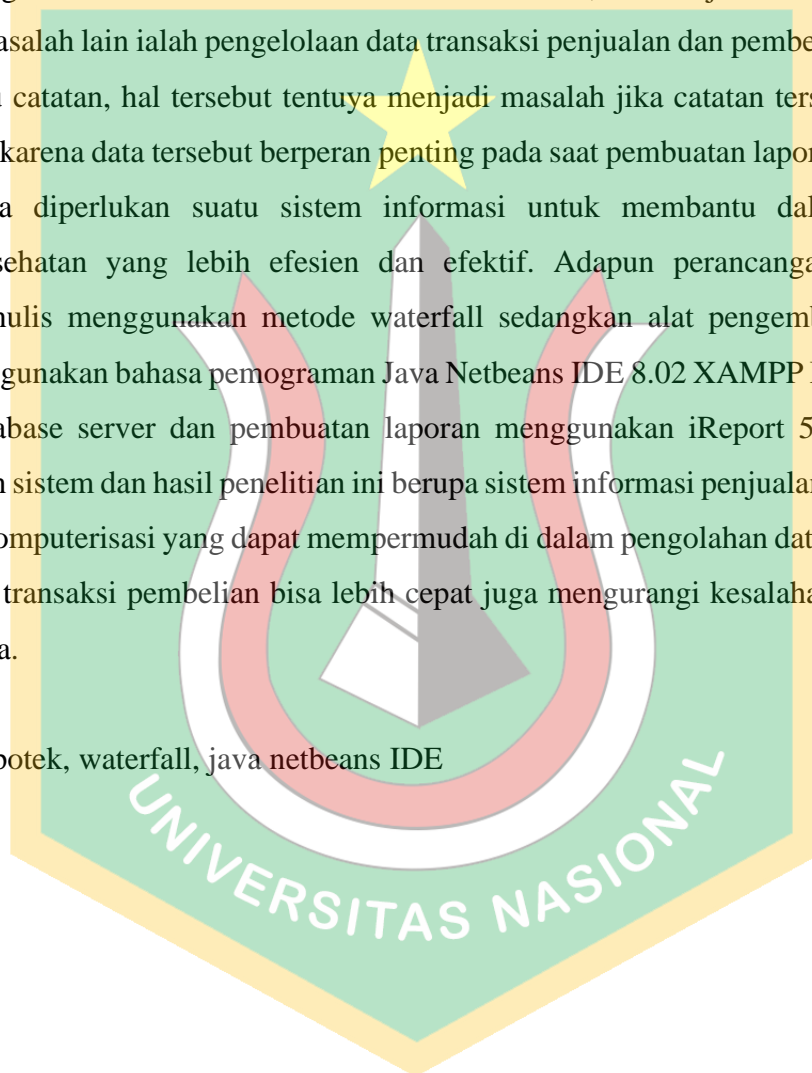 asalah lain ialah pengelolaan data transaksi penjualan dan pembe
catatan, hal tersebut tentuya menjadi masalah jika catatan ters
karena data tersebut berperan penting pada saat pembuatan lapor
a diperlukan suatu sistem informasi untuk membantu dal
sehatan yang lebih efesien dan efektif. Adapun perancanga
nulis menggunakan metode waterfall sedangkan alat pengemb
gunakan bahasa pemograman Java Netbeans IDE 8.02 XAMPP
abase server dan pembuatan laporan menggunakan iReport 5
n sistem dan hasil penelitian ini berupa sistem informasi penjualan
omputerisasi yang dapat mempermudah di dalam pengolahan dat
transaksi pembelian bisa lebih cepat juga mengurangi kesalaha
a.
potek, waterfall, java netbeans IDE
UNIVERSITAS NASIONAL